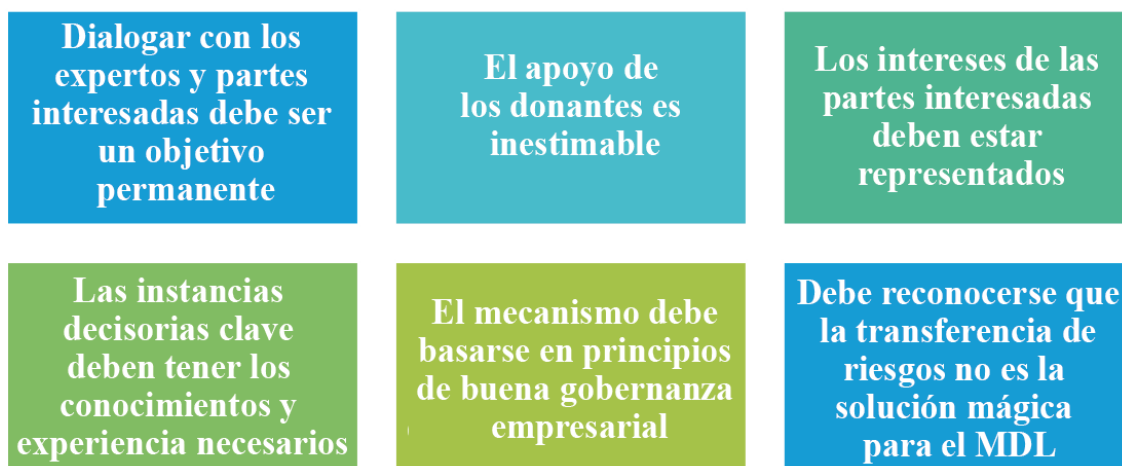 Dialogar con los
expertos y partes
interesadas debe ser
un objetivo
permanente
El apoyo de
los donantes es
inestimable
Los intereses de las
partes interesadas
deben estar
representados
Las instancias
decisorias clave
deben tener los
conocimientos y
experiencia necesarios
El mecanismo debe
basarse en principios
de buena gobernanza
empresarial
Debe reconocerse que
la transferencia de
riesgos no es la
solución mágica
para el MDL